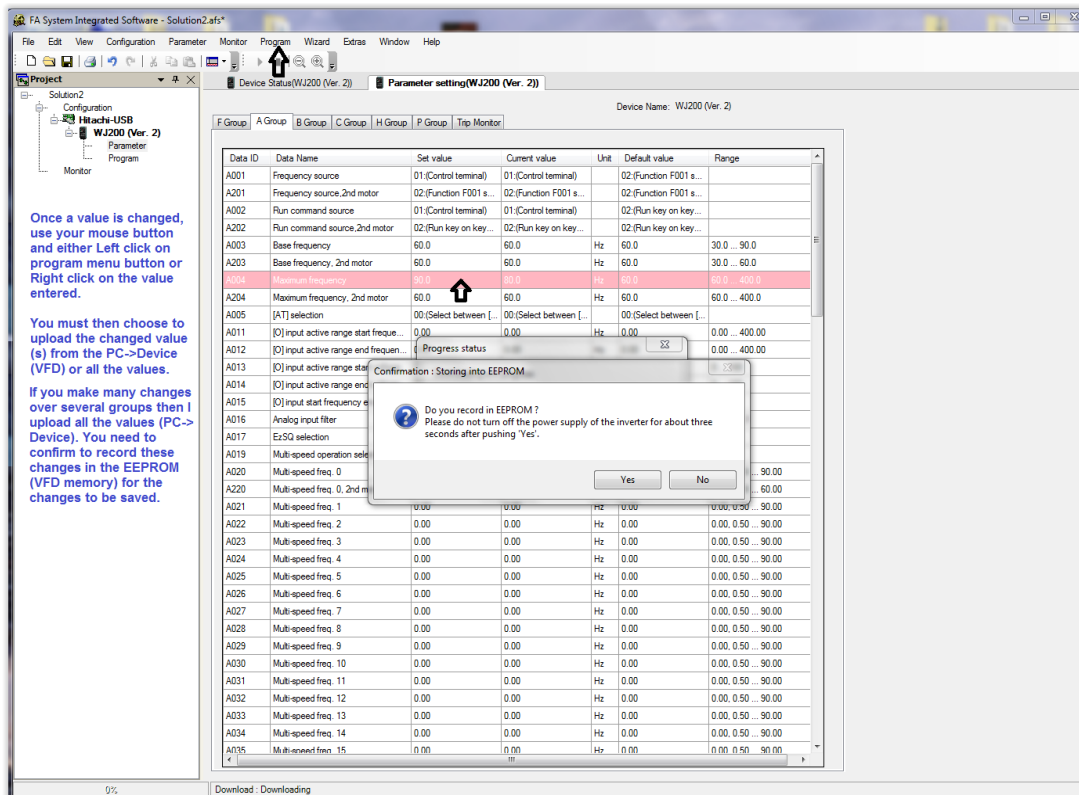 FA System Integrated Software - Solution2.afs*
File Edit View Configuration Parameter Monitor Program Wizard Extras Window Help
Project
Solution2
Configuration
Hitachi-USB
WJ200 (Ver. 2)
Parameter
Program
Monitor
Once a value is changed,
use your mouse button
and either Left click on
program menu button or
Right click on the value
entered.
You must then choose to
upload the changed value
(s) from the PC->Device
(VFD) or all the values.
If you make many changes
over several groups then I
upload all the values (PC->
Device). You need to
confirm to record these
changes in the EEPROM
(VFD memory) for the
changes to be saved.
Device Status(WJ200 (Ver. 2)) Parameter setting(WJ200 (Ver. 2))
Device Name: WJ200 (Ver. 2)
F Group A Group B Group C Group H Group P Group Trip Monitor
Data ID Data Name Set value Current value Unit Default value Range
A001 Frequency source 01:(Control terminal) 01:(Control terminal) 02:(Function F001 s...
A201 Frequency source,2nd motor 02:(Function F001 s... 02:(Function F001 s... 02:(Function F001 s...
A002 Run command source 01:(Control terminal) 01:(Control terminal) 02:(Run key on key...
A202 Run command source,2nd motor 02:(Run key on key... 02:(Run key on key... 02:(Run key on key...
A003 Base frequency 60.0 60.0 Hz 60.0 30.0 ... 90.0
A203 Base frequency, 2nd motor 60.0 60.0 Hz 60.0 30.0 ... 60.0
A004 Maximum frequency 90.0 80.0 Hz 60.0 60.0 ... 400.0
A204 Maximum frequency, 2nd motor 60.0 60.0 Hz 60.0 60.0 ... 400.0
A005 [AT] selection 00:(Select between [... 00:(Select between [... 00:(Select between [...
A011 [O] input active range start freque... 0.00 0.00 Hz 0.00 0.00 ... 400.00
A012 [O] input active range end frequen... 0.00 ... 400.00
A013 [O] input active range star
A014 [O] input active range end
A015 [O] input start frequency e
A016 Analog input filter
A017 EzSQ selection
A019 Multi-speed operation sele
A020 Multi-speed freq. 0 ... 90.00
A220 Multi-speed freq. 0, 2nd m ... 60.00
A021 Multi-speed freq. 1 0.00 0.00 Hz 0.00 0.00, 0.50 ... 90.00
A022 Multi-speed freq. 2 0.00 0.00 Hz 0.00 0.00, 0.50 ... 90.00
A023 Multi-speed freq. 3 0.00 0.00 Hz 0.00 0.00, 0.50 ... 90.00
A024 Multi-speed freq. 4 0.00 0.00 Hz 0.00 0.00, 0.50 ... 90.00
A025 Multi-speed freq. 5 0.00 0.00 Hz 0.00 0.00, 0.50 ... 90.00
A026 Multi-speed freq. 6 0.00 0.00 Hz 0.00 0.00, 0.50 ... 90.00
A027 Multi-speed freq. 7 0.00 0.00 Hz 0.00 0.00, 0.50 ... 90.00
A028 Multi-speed freq. 8 0.00 0.00 Hz 0.00 0.00, 0.50 ... 90.00
A029 Multi-speed freq. 9 0.00 0.00 Hz 0.00 0.00, 0.50 ... 90.00
A030 Multi-speed freq. 10 0.00 0.00 Hz 0.00 0.00, 0.50 ... 90.00
A031 Multi-speed freq. 11 0.00 0.00 Hz 0.00 0.00, 0.50 ... 90.00
A032 Multi-speed freq. 12 0.00 0.00 Hz 0.00 0.00, 0.50 ... 90.00
A033 Multi-speed freq. 13 0.00 0.00 Hz 0.00 0.00, 0.50 ... 90.00
A034 Multi-speed freq. 14 0.00 0.00 Hz 0.00 0.00, 0.50 ... 90.00
A035 Multi-speed freq. 15 0.00 0.00 Hz 0.00 0.00, 0.50 ... 90.00
Progress status
Confirmation : Storing into EEPROM
Do you record in EEPROM ?
Please do not turn off the power supply of the inverter for about three
seconds after pushing 'Yes'.
Yes No
0% Download : Downloading